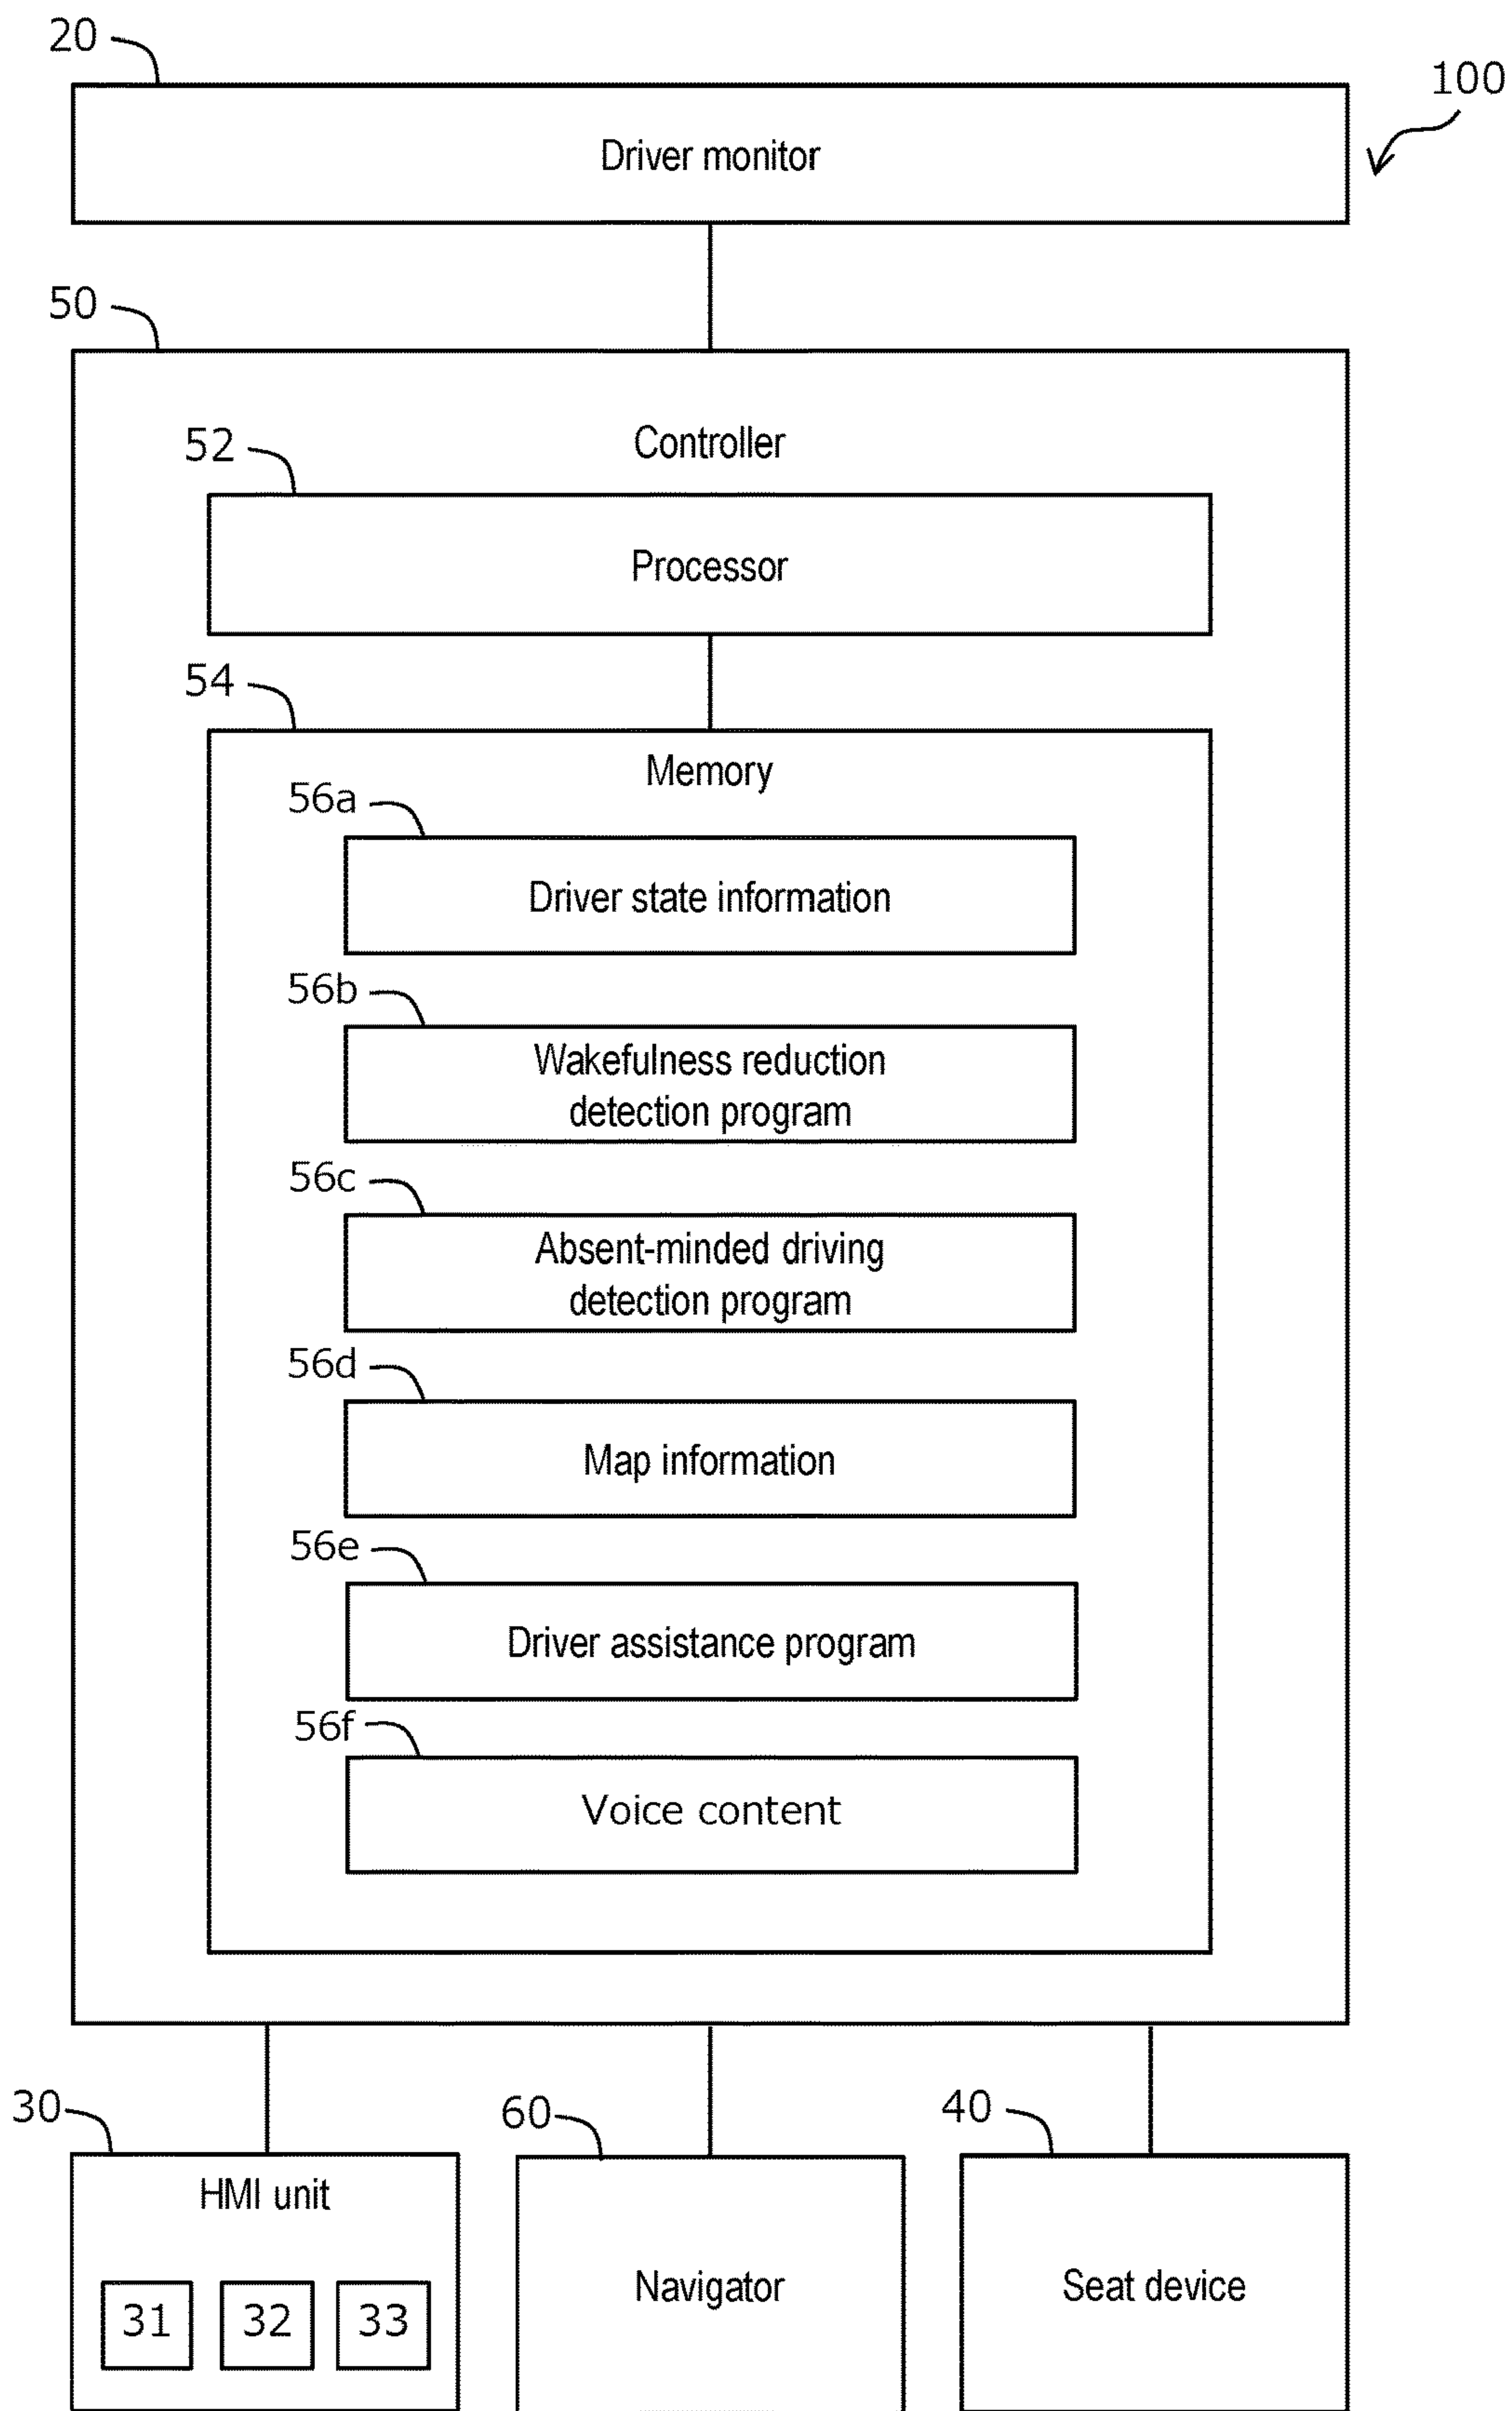 20
100
Driver monitor
50
Controller
52
Processor
54
Memory
56a
Driver state information
56b
Wakefulness reduction
detection program
56c
Absent-minded driving
detection program
56d
Map information
56e
Driver assistance program
56f
Voice content
30
60
40
HMI unit
Navigator
Seat device
31 32 33